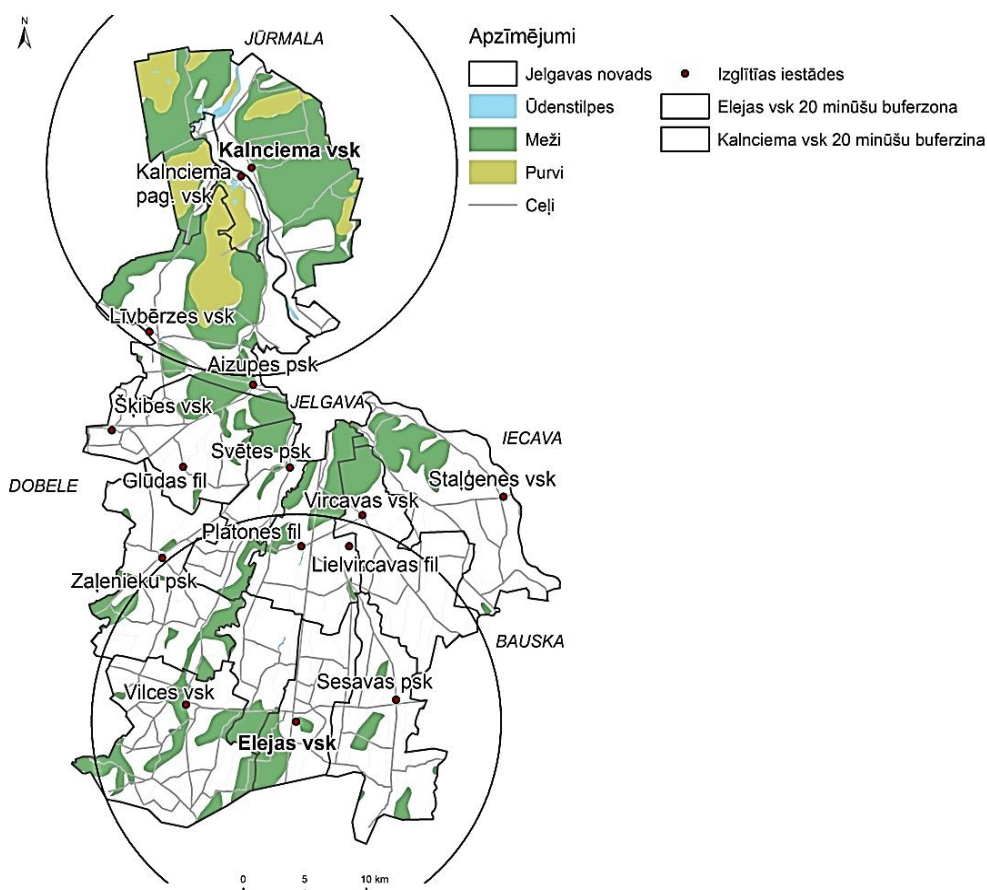 N
JŪRMALA
Kalnciema vsk
Kalnciema
pag. vsk
Līvbērzes vsk
Aizupes psk
Šķibes vsk
JELGAVA
IECAVA
Svētes psk
DOBELE
Glūdas fil
Staļģenes vsk
Vircavas vsk
Platones fil
Lielvircavas fil
Zaļenieku psk
BAUSKA
Vilces vsk
Sesavas psk
Elejas vsk
0 5 10 km
Apzīmējumi
Jelgavas novads
Ūdenstilpes
Meži
Purvi
Ceļi
Izglītīas iestādes
Elejas vsk 20 minūšu buferzona
Kalnciema vsk 20 minūšu buferzina